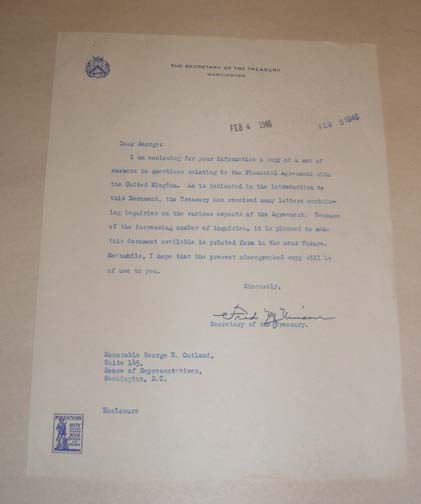 THE SECRETARY OF THE TREASURY
WASHINGTON
FEB 4 1946
FEB 5 1946
Dear George:
I am enclosing for your information a copy of a set of
answers to questions relating to the Financial Agreement with
the United Kingdom. As is indicated in the introduction to
this Document, the Treasury has received many letters contain-
ing inquiries on the various aspects of the Agreement. Because
of the increasing number of inquiries, it is planned to make
this document available in printed form in the near future.
Meanwhile, I hope that the present mimeographed copy will be
of use to you.
Sincerely,
Fred M Vinson
Secretary of the Treasury.
Honorable George E. Outland,
Suite 145,
House of Representatives,
Washington, D.C.
Enclosure
BUY
WAR